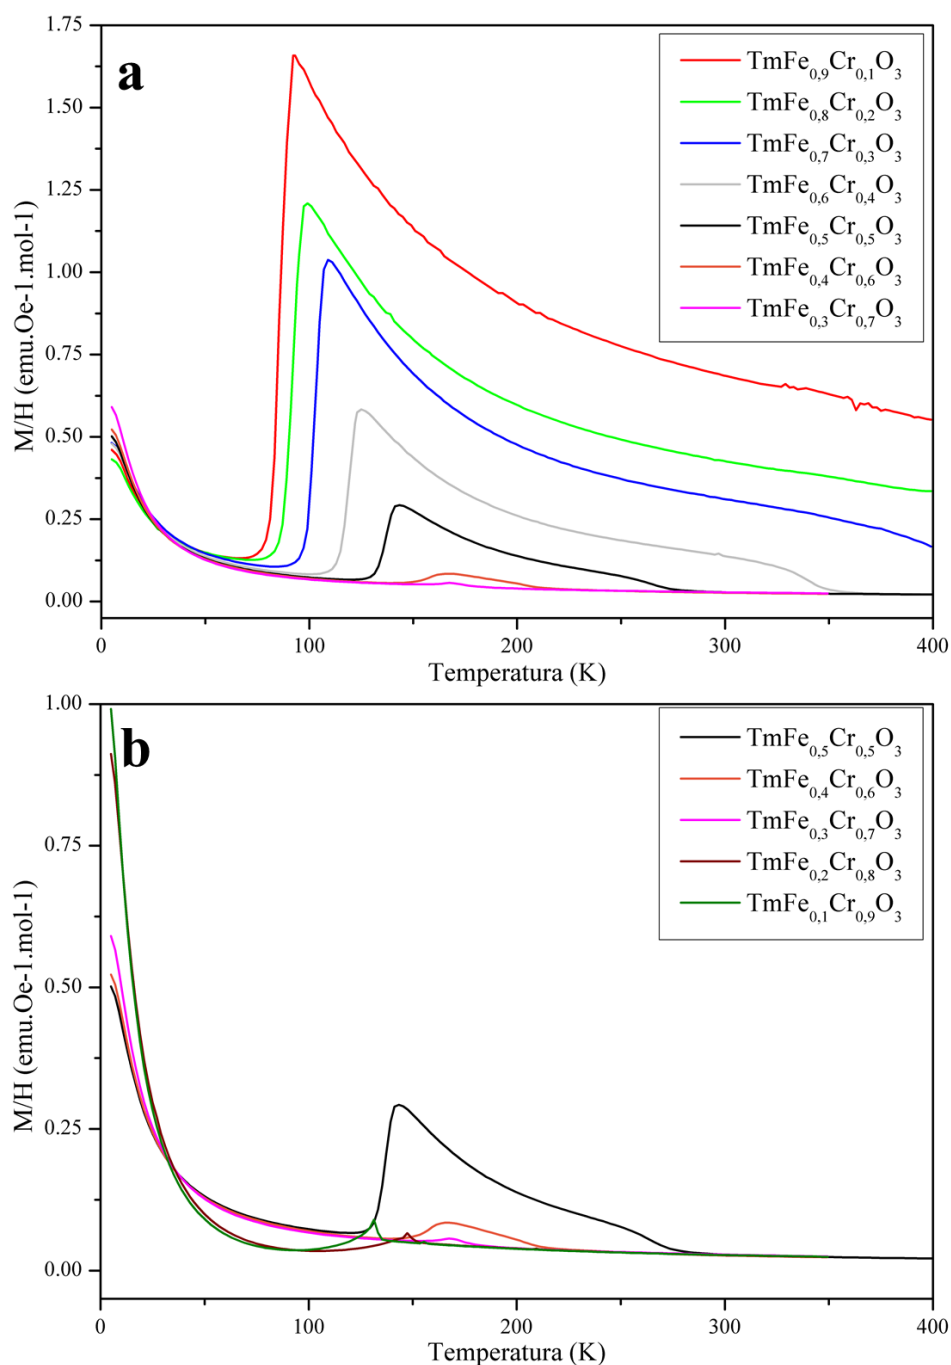 a
1.75
1.50
1.25
1.00
0.75
0.50
0.25
0.00
M/H (emu.Oe-1.mol-1)
TmFe0,9Cr0,1O3
TmFe0,8Cr0,2O3
TmFe0,7Cr0,3O3
TmFe0,6Cr0,4O3
TmFe0,5Cr0,5O3
TmFe0,4Cr0,6O3
TmFe0,3Cr0,7O3
0 100 200 300 400
Temperatura (K)
b
1.00
0.75
0.50
0.25
0.00
M/H (emu.Oe-1.mol-1)
TmFe0,5Cr0,5O3
TmFe0,4Cr0,6O3
TmFe0,3Cr0,7O3
TmFe0,2Cr0,8O3
TmFe0,1Cr0,9O3
0 100 200 300 400
Temperatura (K)